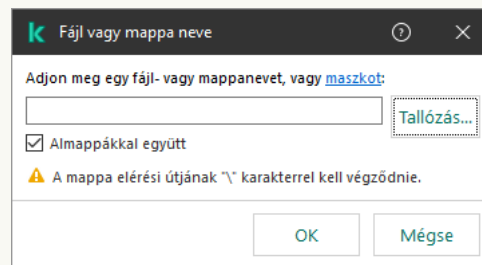 Fájl vagy mappa neve
Adjon meg egy fájl- vagy mappanevet, vagy maszkot:
Tallózás...
Almappákkal együtt
A mappa elérési útjának "\" karakterrel kell végződnie.
OK
Mégse